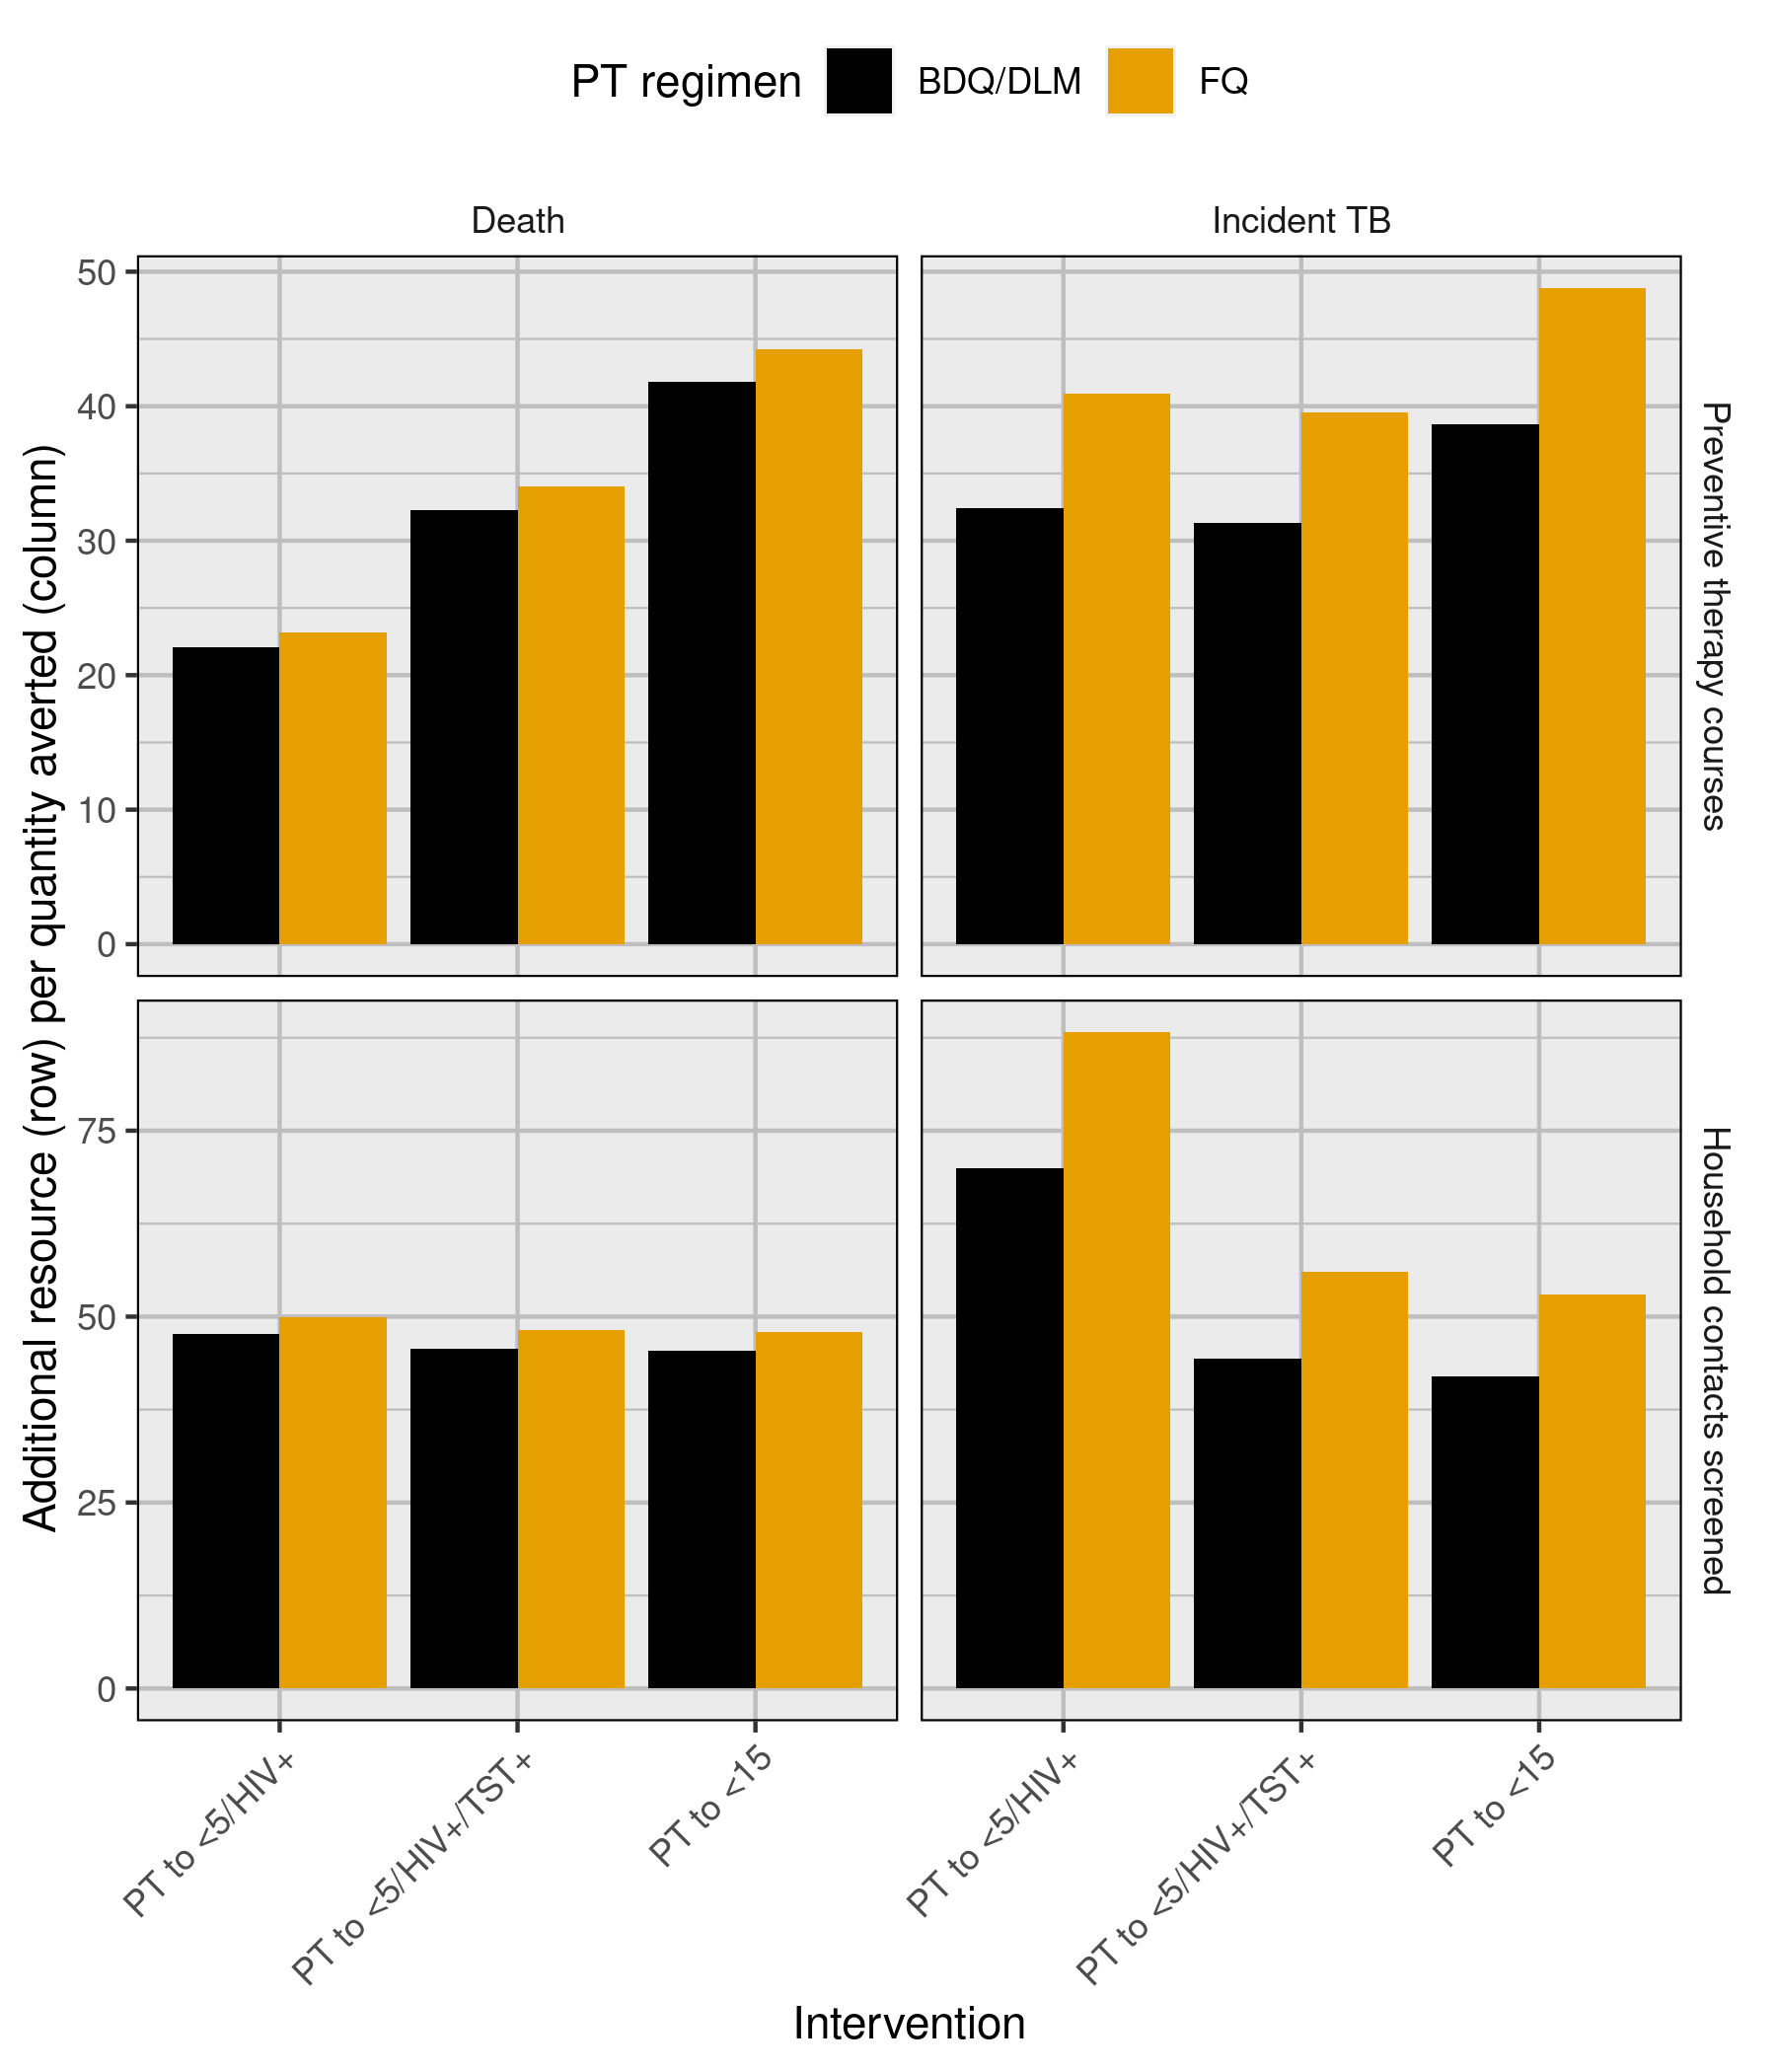 PT regimen BDQ/DLM FQ
Death Incident TB
Additional resource (row) per quantity averted (column)
50
40
30
20
10
0
Preventive therapy courses
75
50
25
0
Household contacts screened
PT to <5/HIV+
PT to <5/HIV+/TST+
PT to <15
PT to <5/HIV+
PT to <5/HIV+/TST+
PT to <15
Intervention